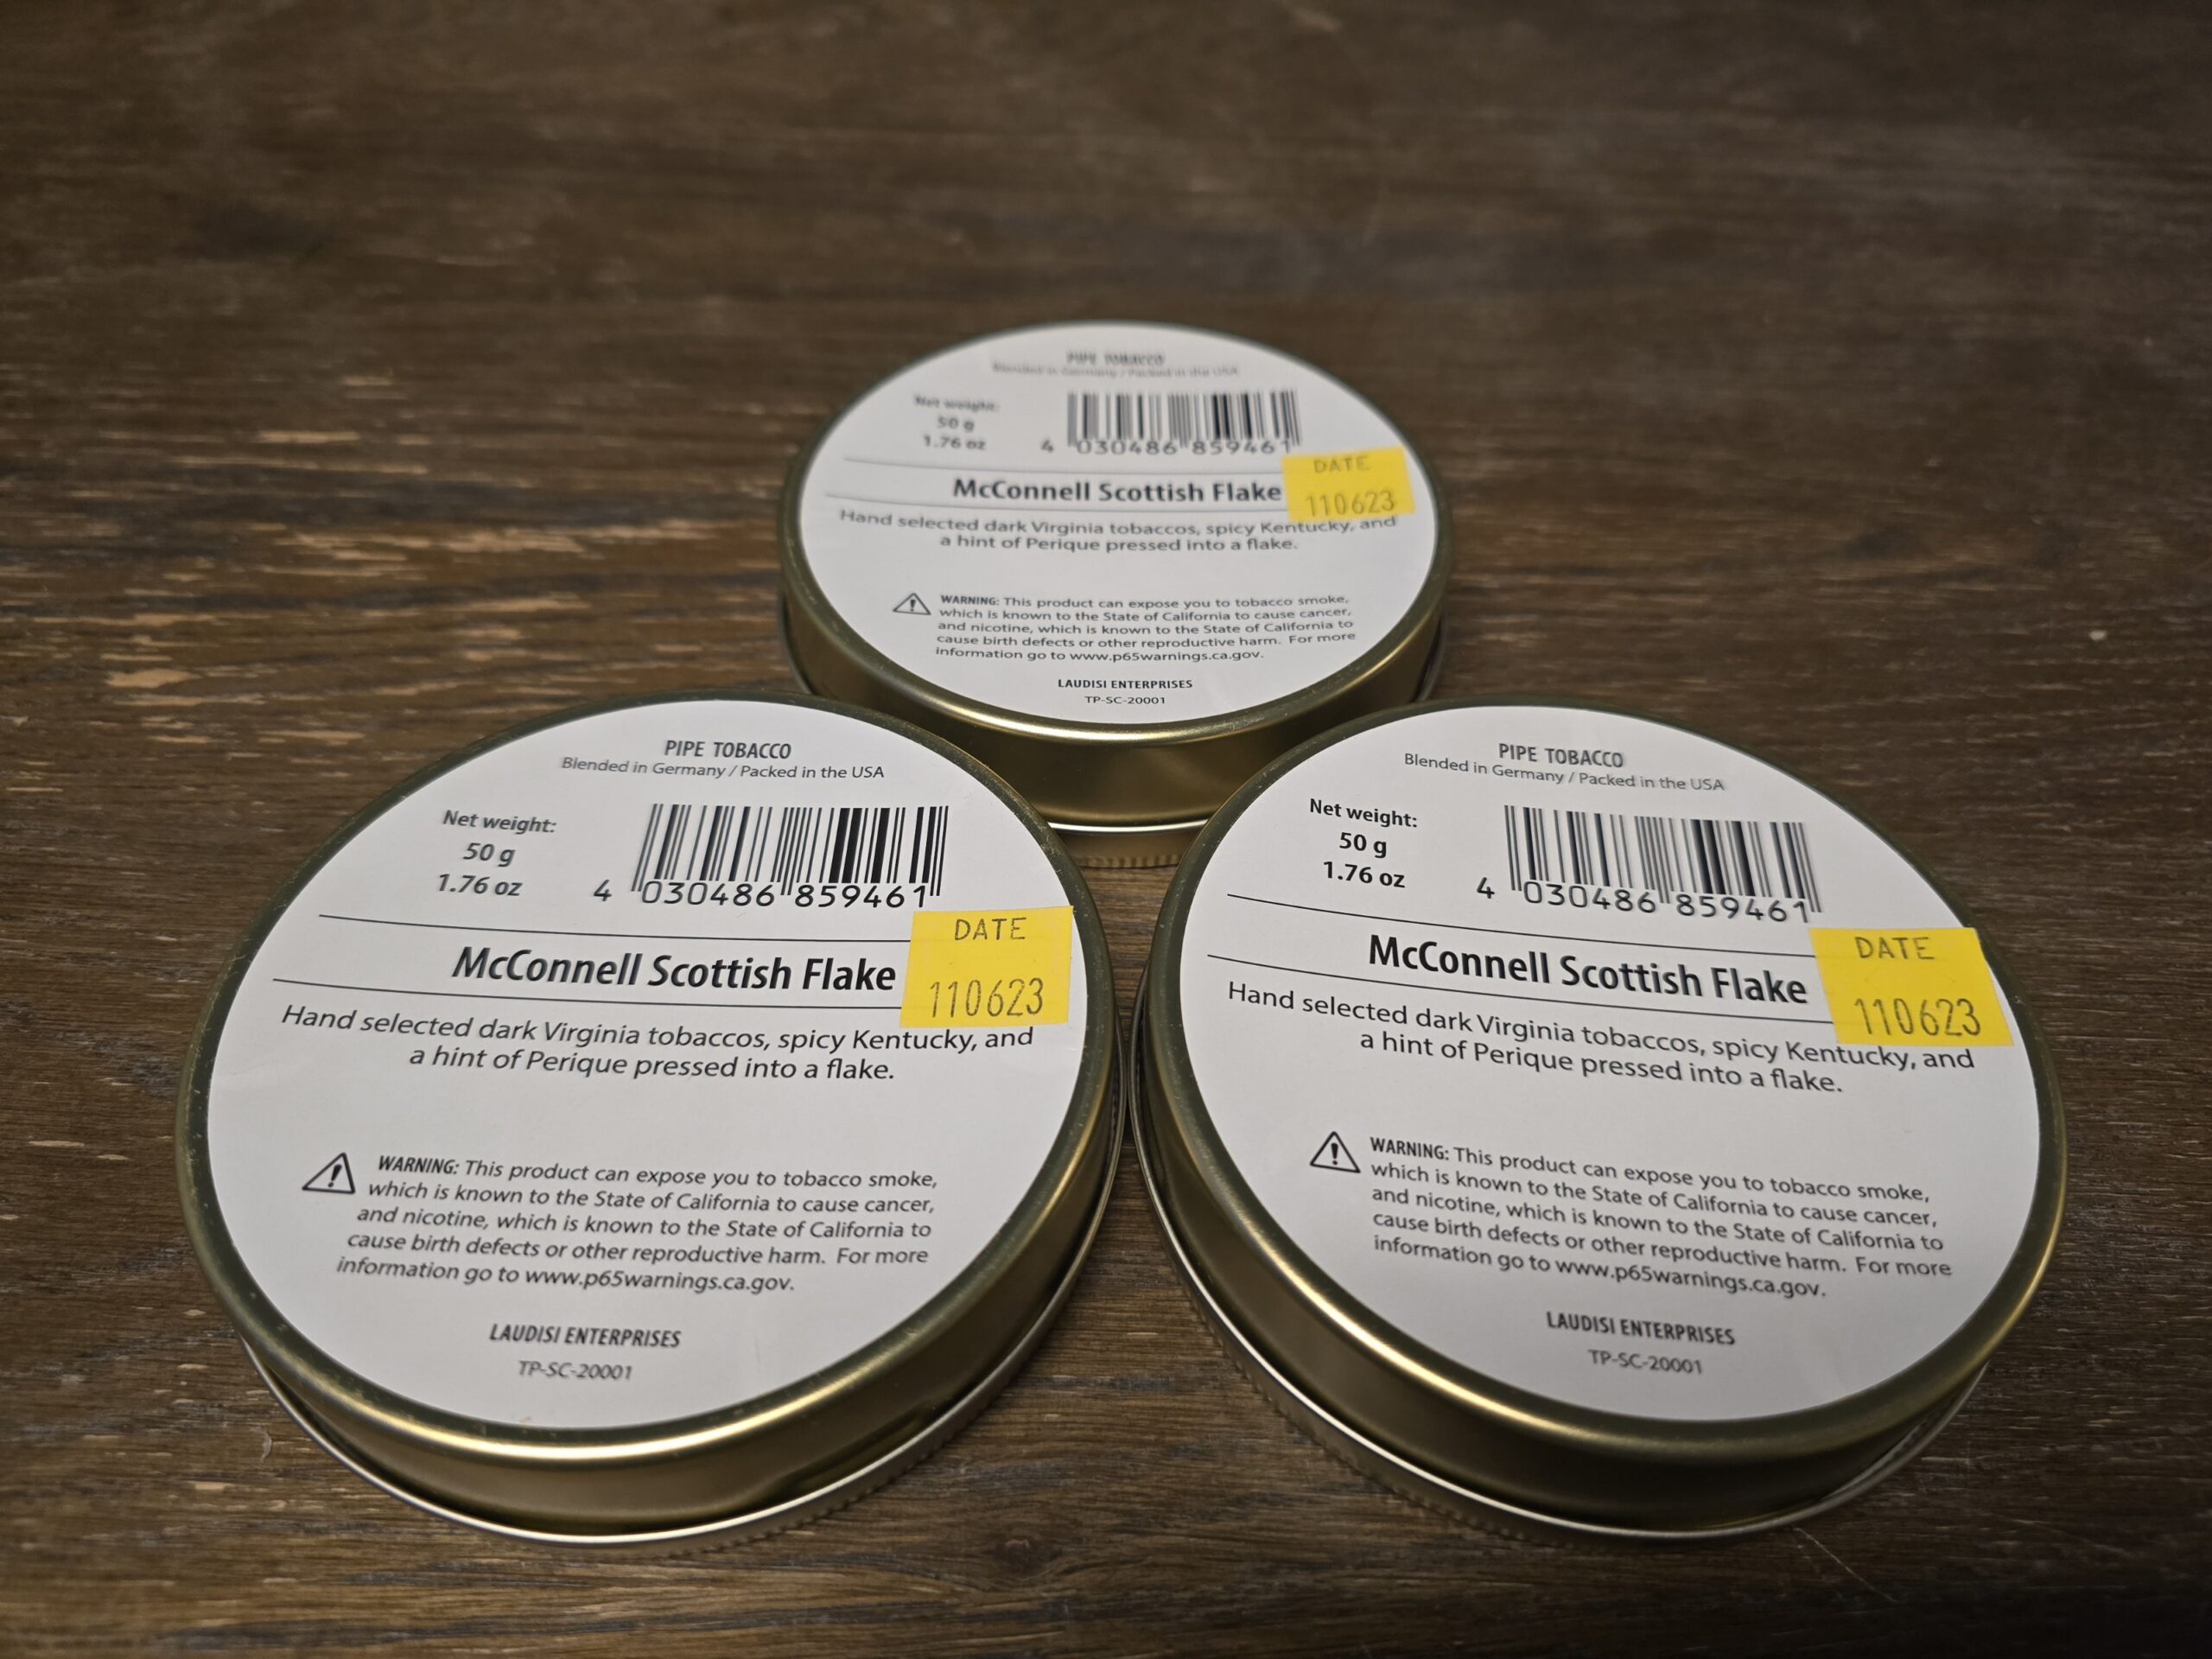 PIPE TOBACCO
Blended in Germany / Packed in the USA
Net weight:
50 g
1.76 oz
4 030486 859461
DATE
110623
McConnell Scottish Flake
Hand selected dark Virginia tobaccos, spicy Kentucky, and
a hint of Perique pressed into a flake.
WARNING: This product can expose you to tobacco smoke,
which is known to the State of California to cause cancer,
and nicotine, which is known to the State of California to
cause birth defects or other reproductive harm. For more
information go to www.p65warnings.ca.gov.
LAUDISI ENTERPRISES
TP-SC-20001
PIPE TOBACCO
Blended in Germany / Packed in the USA
Net weight:
50 g
1.76 oz
4 030486 859461
DATE
110623
McConnell Scottish Flake
Hand selected dark Virginia tobaccos, spicy Kentucky, and
a hint of Perique pressed into a flake.
WARNING: This product can expose you to tobacco smoke,
which is known to the State of California to cause cancer,
and nicotine, which is known to the State of California to
cause birth defects or other reproductive harm. For more
information go to www.p65warnings.ca.gov.
LAUDISI ENTERPRISES
TP-SC-20001
PIPE TOBACCO
Blended in Germany / Packed in the USA
Net weight:
50 g
1.76 oz
4 030486 859461
DATE
110623
McConnell Scottish Flake
Hand selected dark Virginia tobaccos, spicy Kentucky, and
a hint of Perique pressed into a flake.
WARNING: This product can expose you to tobacco smoke,
which is known to the State of California to cause cancer,
and nicotine, which is known to the State of California to
cause birth defects or other reproductive harm. For more
information go to www.p65warnings.ca.gov.
LAUDISI ENTERPRISES
TP-SC-20001